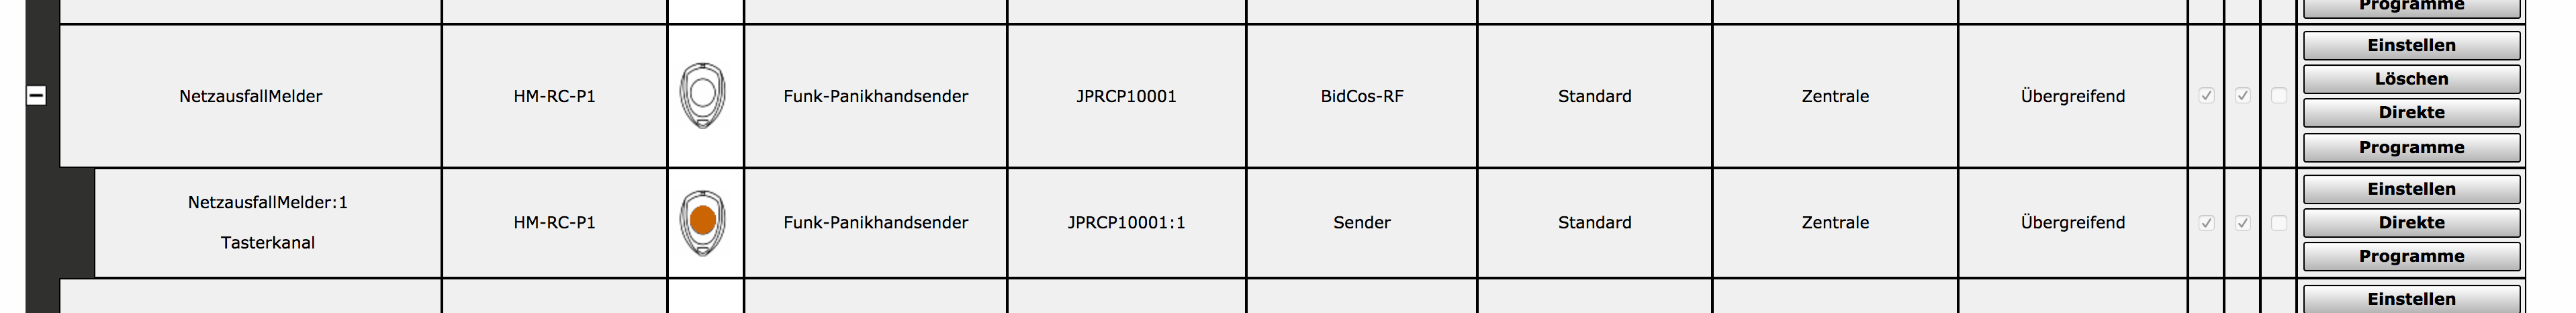 Programme
NetzausfallMelder HM-RC-P1 Funk-Panikhandsender JPRCP10001 BidCos-RF Standard Zentrale Übergreifend
Einstellen
Löschen
Direkte
Programme
NetzausfallMelder:1
Tasterkanal
HM-RC-P1 Funk-Panikhandsender JPRCP10001:1 Sender Standard Zentrale Übergreifend
Einstellen
Direkte
Programme
Einstellen